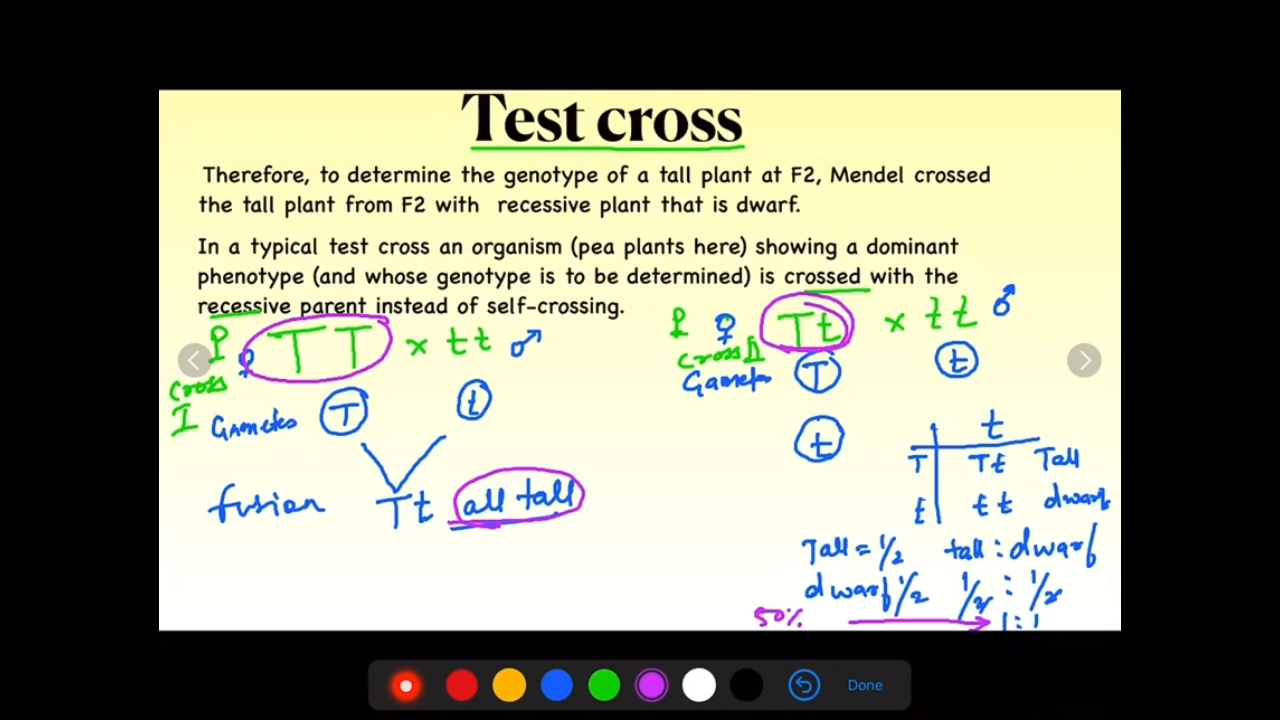 Test cross
Therefore, to determine the genotype of a tall plant at F2, Mendel crossed
the tall plant from F2 with recessive plant that is dwarf.
In a typical test cross an organism (pea plants here) showing a dominant
phenotype (and whose genotype is to be determined) is crossed with the
recessive parent instead of self-crossing.
P ♀ TT × tt ♂
Cross
I Gametes T t
fusion Tt all tall
P ♀ Tt × tt ♂
Cross II
Gametes T t
t
t
T Tt Tall
t tt dwarf
Tall = 1/2 tall : dwarf
dwarf 1/2 1/2 : 1/2
50% 1 : 1
Done